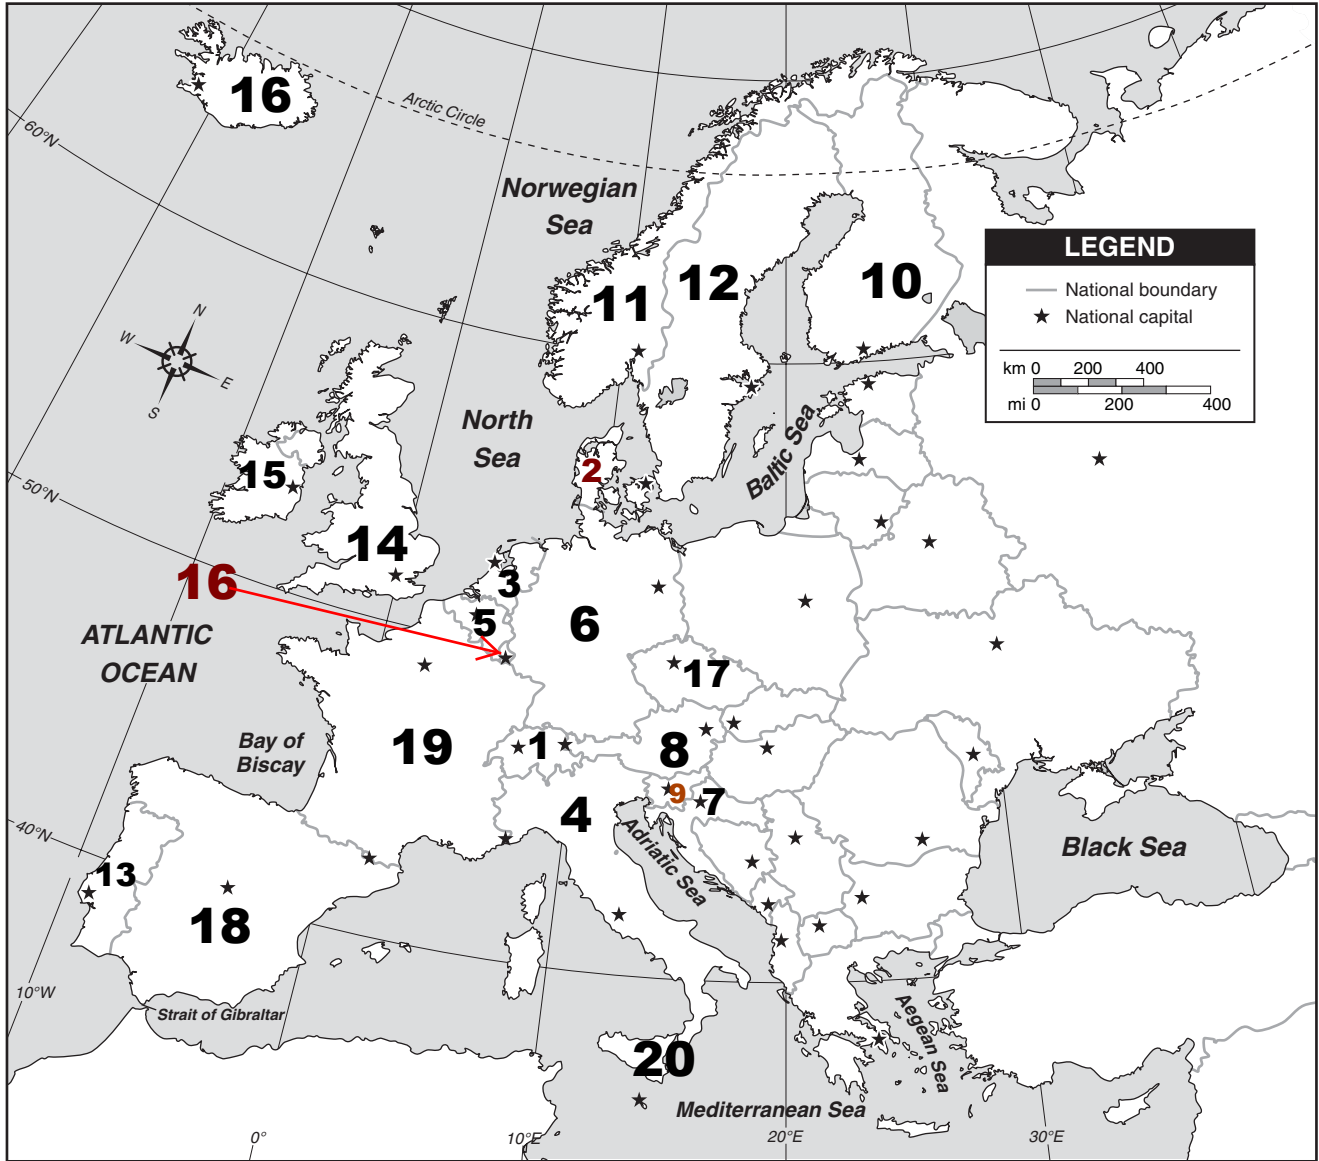 16
Arctic Circle
60°N
Norwegian
Sea
LEGEND
National boundary
National capital
km 0 200 400
mi 0 200 400
12
10
11
N
W
E
S
North
Sea
Baltic Sea
2
15
50°N
14
16
3
5
6
ATLANTIC
OCEAN
17
Bay of
Biscay
19
1
8
9
7
4
Adriatic Sea
Black Sea
40°N
13
18
10°W
Strait of Gibraltar
Aegean Sea
20
Mediterranean Sea
0°
10°E
20°E
30°E